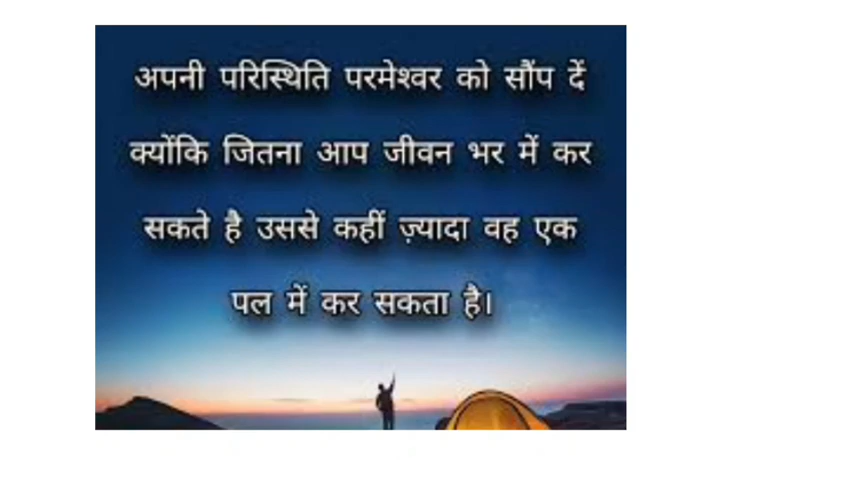 अपनी परिस्थिति परमेश्वर को सौंप दें
क्योंकि जितना आप जीवन भर में कर
सकते है उससे कहीं ज़्यादा वह एक
पल में कर सकता है।